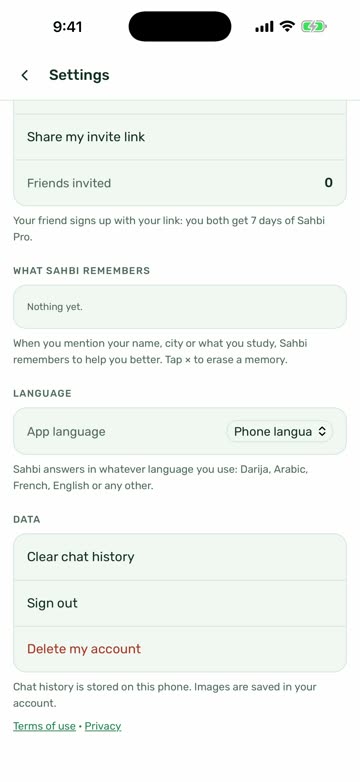 9:41
Settings
Share my invite link
Friends invited 0
Your friend signs up with your link: you both get 7 days of Sahbi
Pro.
WHAT SAHBI REMEMBERS
Nothing yet.
When you mention your name, city or what you study, Sahbi
remembers to help you better. Tap × to erase a memory.
LANGUAGE
App language Phone langua
Sahbi answers in whatever language you use: Darija, Arabic,
French, English or any other.
DATA
Clear chat history
Sign out
Delete my account
Chat history is stored on this phone. Images are saved in your
account.
Terms of use · Privacy